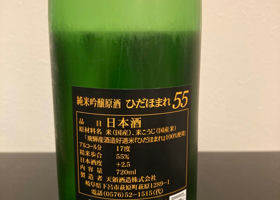 純米吟醸原酒 ひだほまれ 55
品目 日本酒
原材料名 米(国産)、米こうじ(国産米)
「飛騨産酒造好適米「ひだほまれ」100%使用」
アルコール分 17度
精米歩合 55%
日本酒度 +2.5
内容量 720ml
製造者 天領酒造株式会社
岐阜県下呂市萩原町萩原1289-1
電話(0576)52-1515(代)